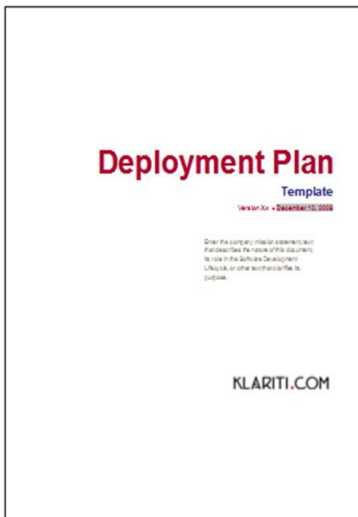 Deployment Plan
Template
Version X.x • December 10, 2009
Enter the company mission statement, text
that describes the nature of this document,
its role in the Software Development
Lifecycle, or other text that clarifies its
purpose.
KLARITI.COM